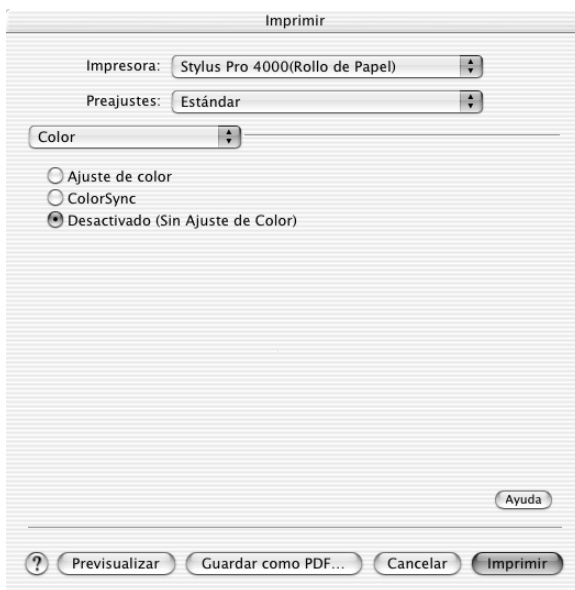 Imprimir
Impresora: Stylus Pro 4000(Rollo de Papel)
Preajustes: Estándar
Color
Ajuste de color
ColorSync
Desactivado (Sin Ajuste de Color)
Ayuda
? Previsualizar Guardar como PDF... Cancelar Imprimir